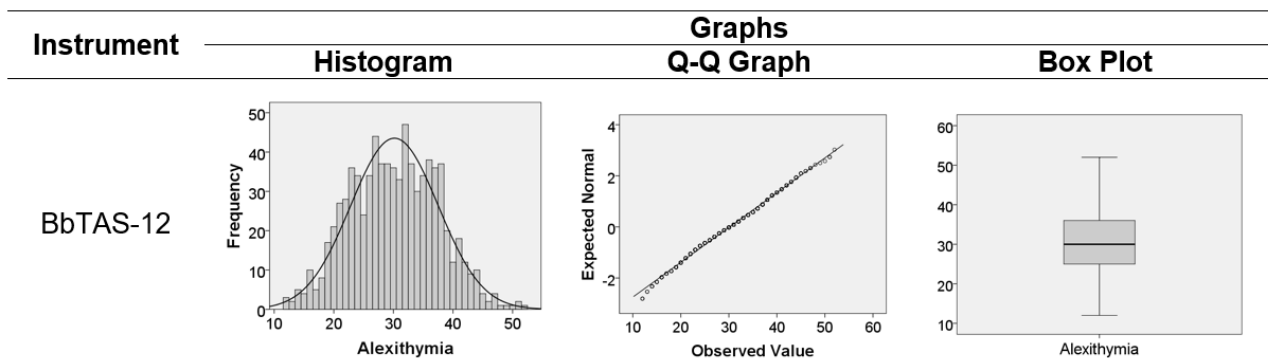 Instrument
Graphs
Histogram Q-Q Graph Box Plot
BbTAS-12
50
40
30
20
10
0
Frequency
10 20 30 40 50
Alexithymia
4
2
0
-2
Expected Normal
10 20 30 40 50 60
Observed Value
60
50
40
30
20
10
Alexithymia